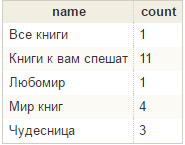 name count
Все книги 1
Книги к вам спешат 11
Любомир 1
Мир книг 4
Чудесница 3